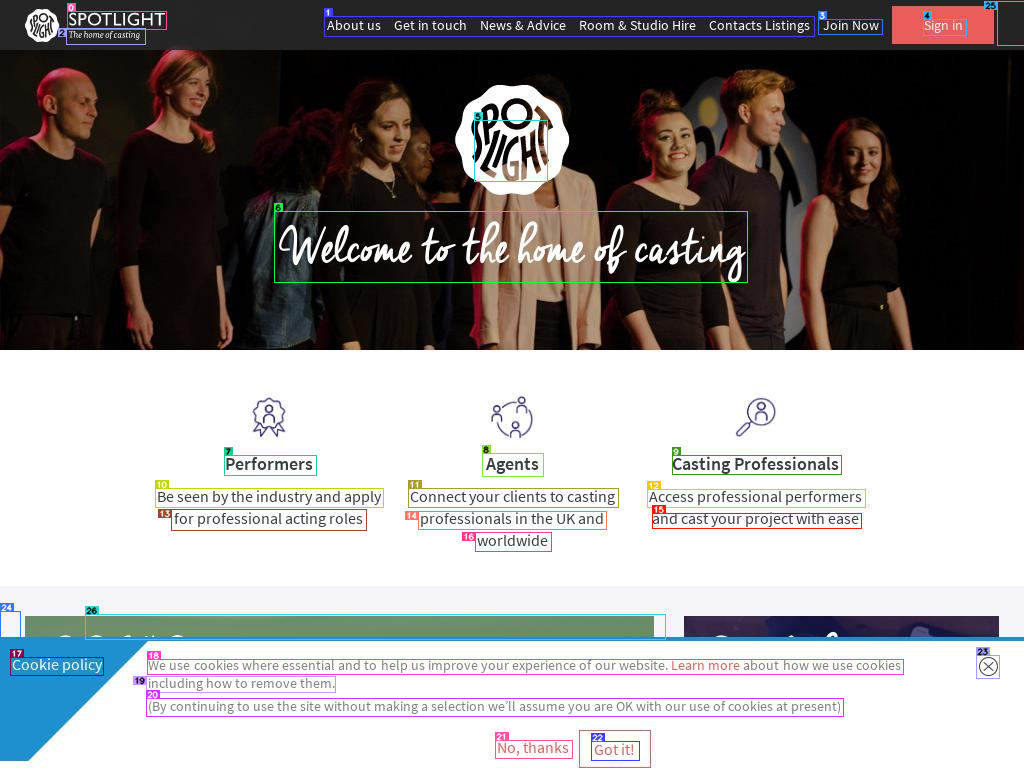 SPOTLIGHT
The home of casting
About us Get in touch News & Advice Room & Studio Hire Contacts Listings
Join Now
Sign in
SPOTLIGHT
Welcome to the home of casting
Performers
Be seen by the industry and apply
for professional acting roles
Agents
Connect your clients to casting
professionals in the UK and
worldwide
Casting Professionals
Access professional performers
and cast your project with ease
Cookie policy
We use cookies where essential and to help us improve your experience of our website. Learn more about how we use cookies
including how to remove them.
(By continuing to use the site without making a selection we'll assume you are OK with our use of cookies at present)
No, thanks
Got it!